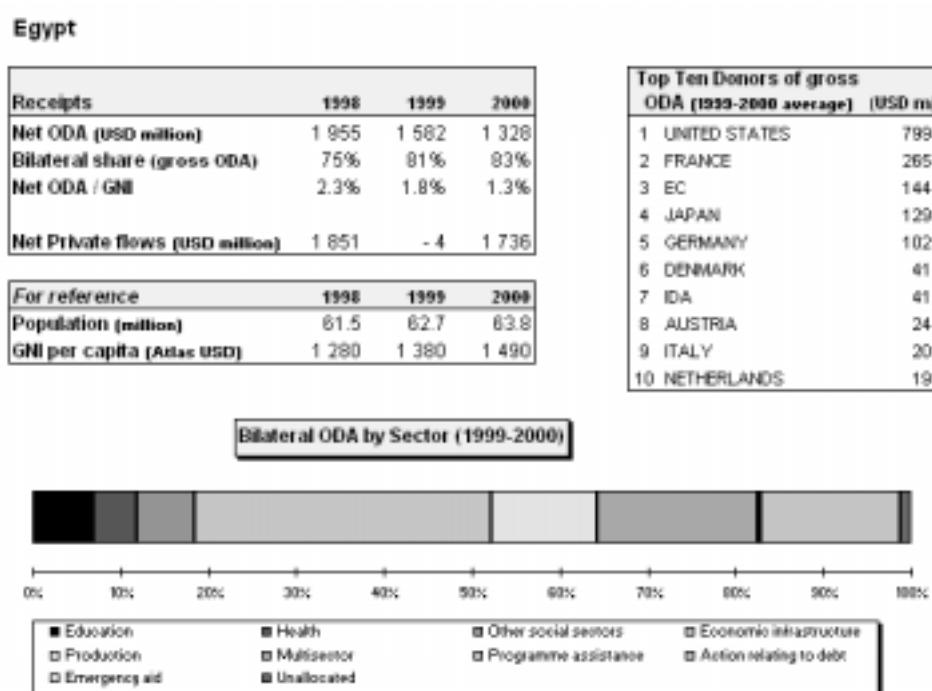 Egypt
Receipts 1998 1999 2000
Net ODA (USD million) 1 955 1 582 1 328
Bilateral share (gross ODA) 75% 81% 83%
Net ODA / GNI 2.3% 1.8% 1.3%
Net Private flows (USD million) 1 851 - 4 1 736
For reference 1998 1999 2000
Population (million) 61.5 62.7 63.8
GNI per capita (Atlas USD) 1 280 1 380 1 490
Top Ten Donors of gross
ODA (1999-2000 average) (USD m
1 UNITED STATES 799
2 FRANCE 265
3 EC 144
4 JAPAN 129
5 GERMANY 102
6 DENMARK 41
7 IDA 41
8 AUSTRIA 24
9 ITALY 20
10 NETHERLANDS 19
Bilateral ODA by Sector (1999-2000)
0% 10% 20% 30% 40% 50% 60% 70% 80% 90% 100%
Education Health Other social sectors Economic infrastructure
Production Multisector Programme assistance Action relating to debt
Emergency aid Unallocated